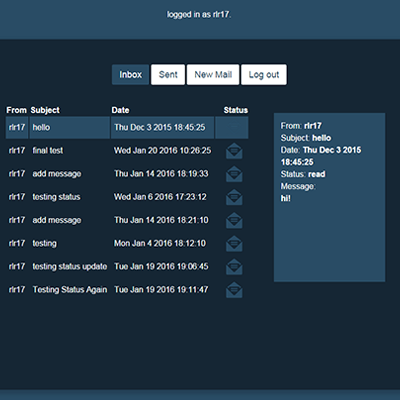 logged in as rlr17.
Inbox Sent New Mail Log out
From Subject Date Status
rlr17 hello Thu Dec 3 2015 18:45:25
rlr17 final test Wed Jan 20 2016 10:26:25
rlr17 add message Thu Jan 14 2016 18:19:33
rlr17 testing status Wed Jan 6 2016 17:23:12
rlr17 add message Thu Jan 14 2016 18:21:10
rlr17 testing Mon Jan 4 2016 18:12:10
rlr17 testing status update Tue Jan 19 2016 19:06:45
rlr17 Testing Status Again Tue Jan 19 2016 19:11:47
From: rlr17
Subject: hello
Date: Thu Dec 3 2015
18:45:25
Status: read
Message:
hi!